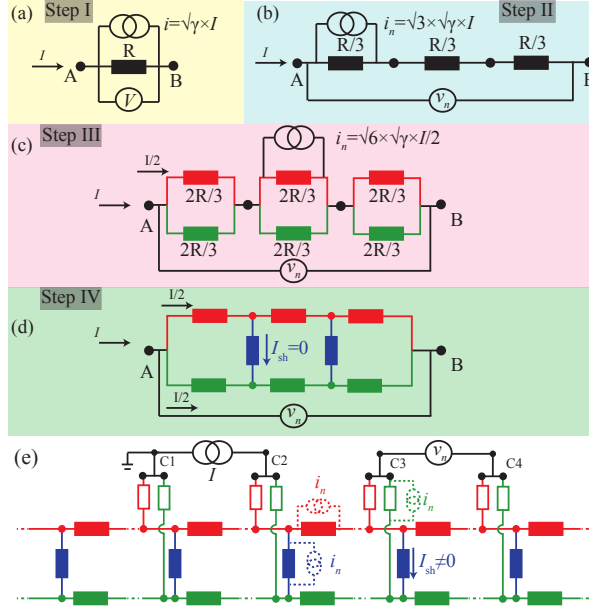 (a) Step I
i=√γ×I
I
R
A
B
V
(b) Step II
i_n=√3×√γ×I
I
R/3
R/3
R/3
A
B
v_n
Step III
(c)
i_n=√6×√γ×I/2
I/2
I
2R/3
2R/3
2R/3
A
B
2R/3
2R/3
2R/3
v_n
Step IV
(d)
I/2
I
A
I_sh=0
B
I/2
v_n
(e)
C1
I
C2
C3
v_n
C4
i_n
i_n
i_n
I_sh≠0